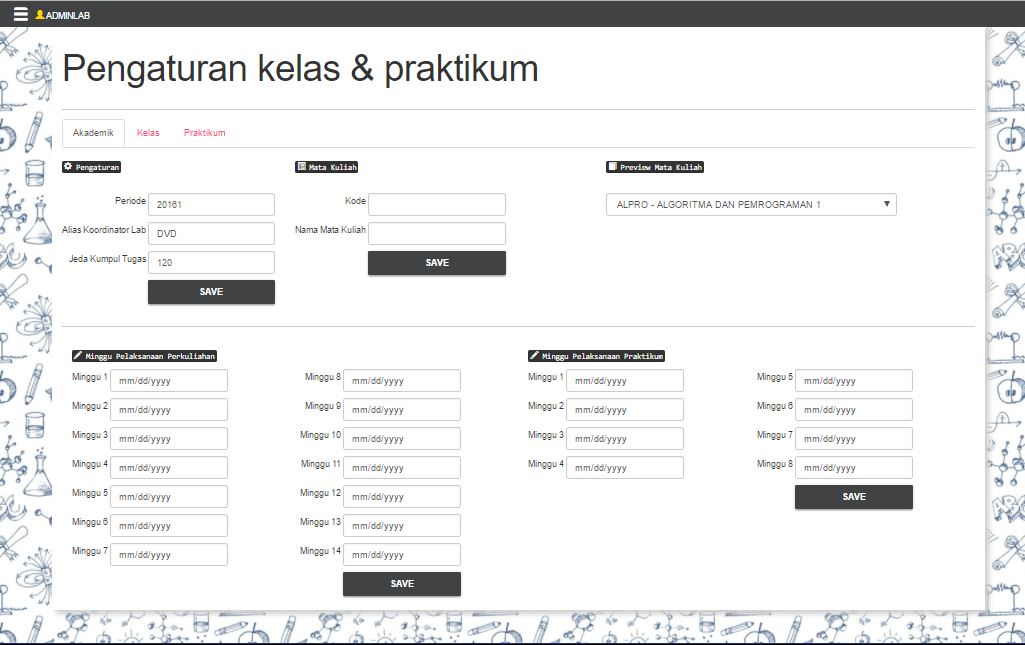 ADMINLAB
Pengaturan kelas & praktikum
Akademik Kelas Praktikum
Pengaturan
Periode 20161
Alias Koordinator Lab DVD
Jeda Kumpul Tugas 120
SAVE
Mata Kuliah
Kode
Nama Mata Kuliah
SAVE
Preview Mata Kuliah
ALPRO - ALGORITMA DAN PEMROGRAMAN 1
Minggu Pelaksanaan Perkuliahan
Minggu 1 mm/dd/yyyy
Minggu 2 mm/dd/yyyy
Minggu 3 mm/dd/yyyy
Minggu 4 mm/dd/yyyy
Minggu 5 mm/dd/yyyy
Minggu 6 mm/dd/yyyy
Minggu 7 mm/dd/yyyy
Minggu 8 mm/dd/yyyy
Minggu 9 mm/dd/yyyy
Minggu 10 mm/dd/yyyy
Minggu 11 mm/dd/yyyy
Minggu 12 mm/dd/yyyy
Minggu 13 mm/dd/yyyy
Minggu 14 mm/dd/yyyy
SAVE
Minggu Pelaksanaan Praktikum
Minggu 1 mm/dd/yyyy
Minggu 2 mm/dd/yyyy
Minggu 3 mm/dd/yyyy
Minggu 4 mm/dd/yyyy
Minggu 5 mm/dd/yyyy
Minggu 6 mm/dd/yyyy
Minggu 7 mm/dd/yyyy
Minggu 8 mm/dd/yyyy
SAVE